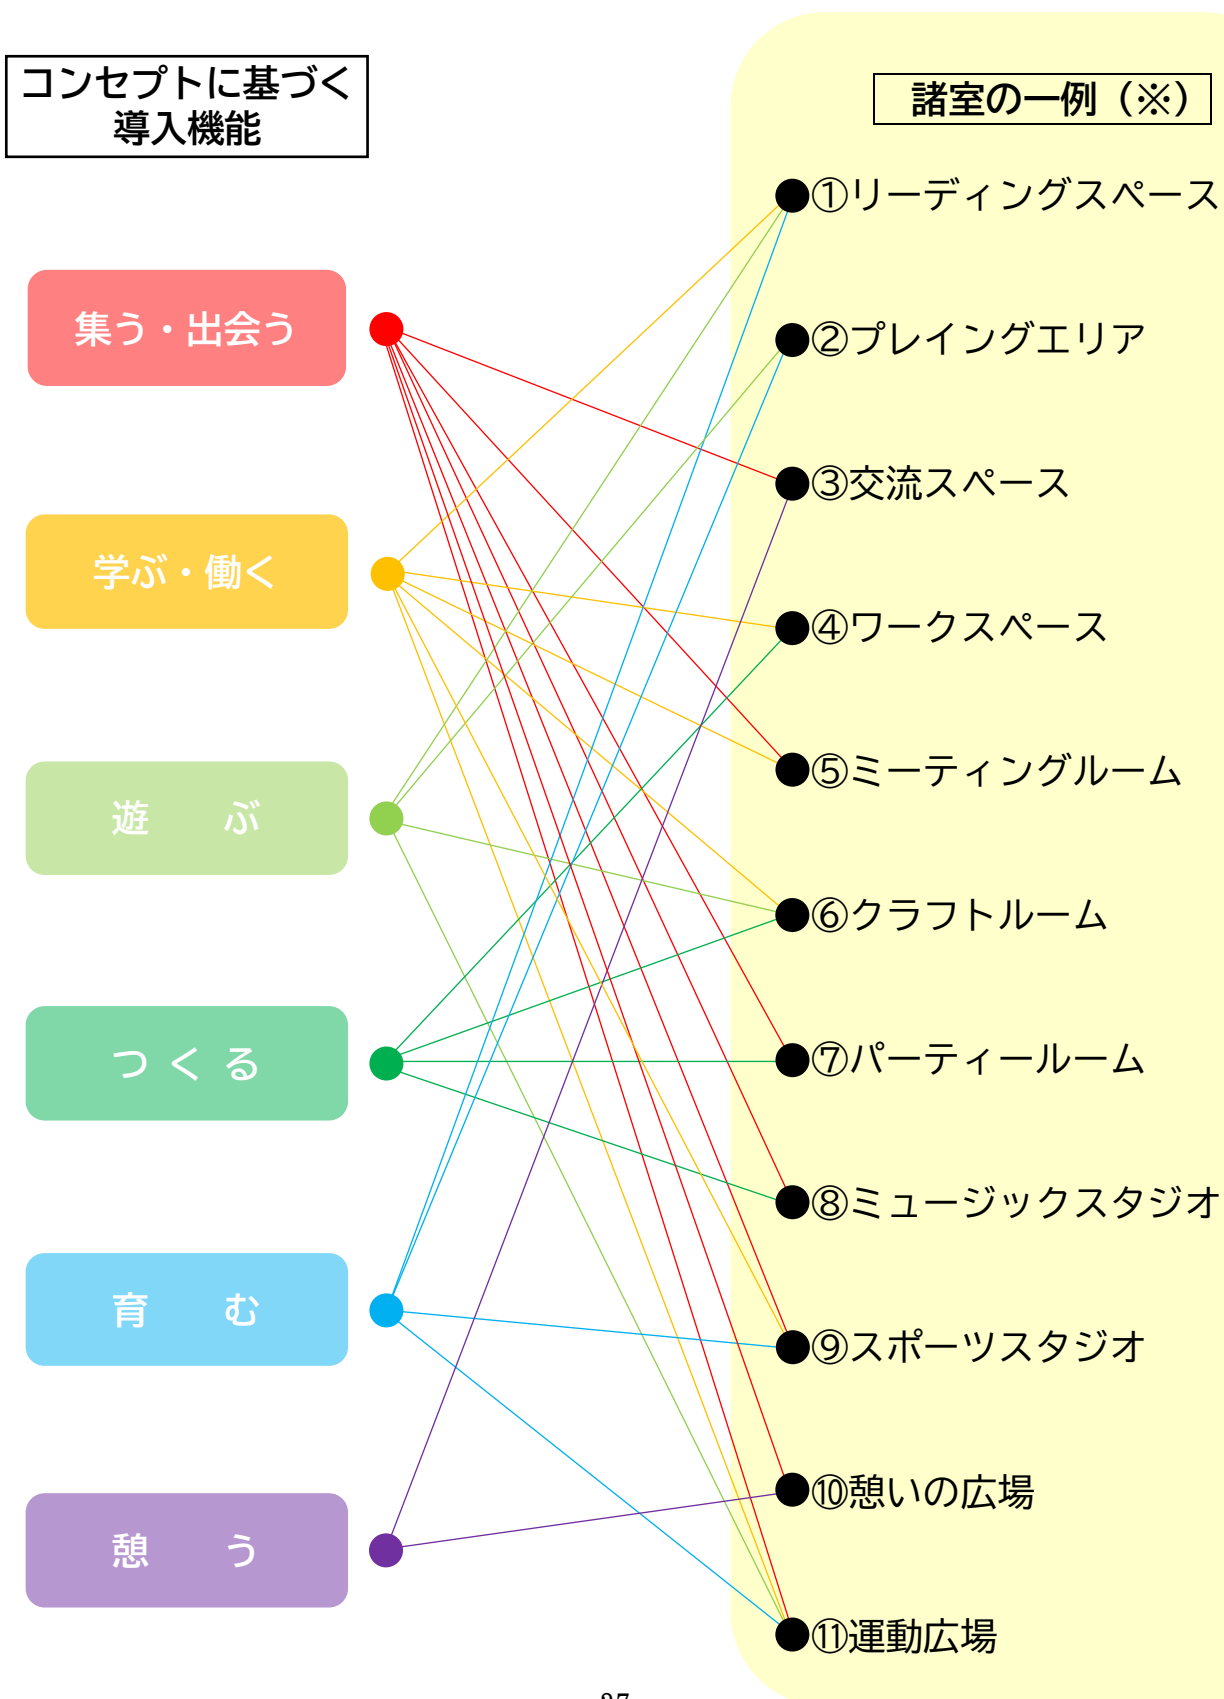 コンセプトに基づく
導入機能
集う・出会う
学ぶ・働く
遊　　ぶ
つ く る
育　　む
憩　　う
諸室の一例（※）
①リーディングスペース
②プレイングエリア
③交流スペース
④ワークスペース
⑤ミーティングルーム
⑥クラフトルーム
⑦パーティールーム
⑧ミュージックスタジオ
⑨スポーツスタジオ
⑩憩いの広場
⑪運動広場